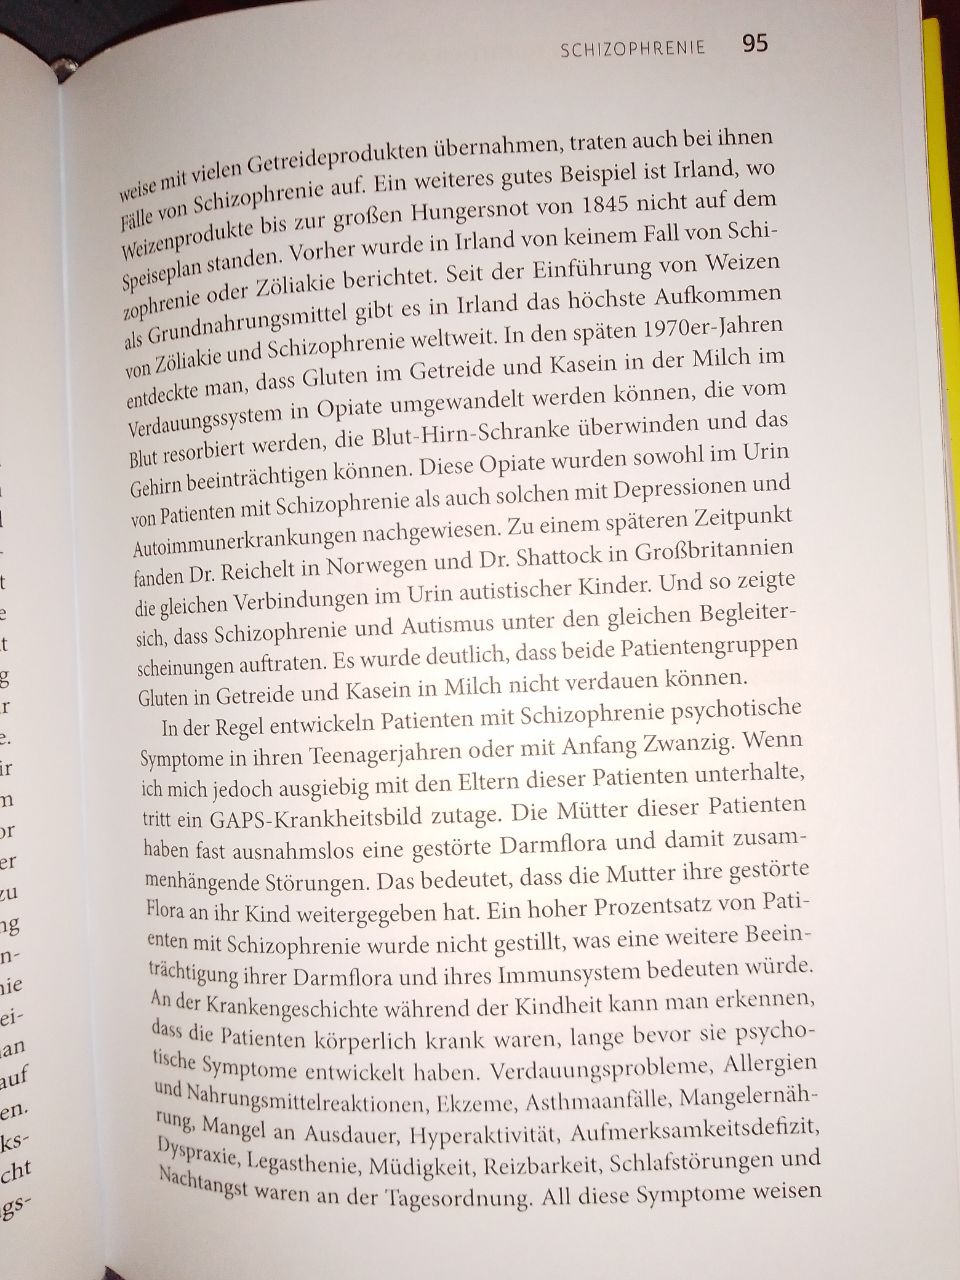 SCHIZOPHRENIE 95
weise mit vielen Getreideprodukten übernahmen, traten auch bei ihnen
Fälle von Schizophrenie auf. Ein weiteres gutes Beispiel ist Irland, wo
Weizenprodukte bis zur großen Hungersnot von 1845 nicht auf dem
Speiseplan standen. Vorher wurde in Irland von keinem Fall von Schi-
zophrenie oder Zöliakie berichtet. Seit der Einführung von Weizen
als Grundnahrungsmittel gibt es in Irland das höchste Aufkommen
von Zöliakie und Schizophrenie weltweit. In den späten 1970er-Jahren
entdeckte man, dass Gluten im Getreide und Kasein in der Milch im
Verdauungssystem in Opiate umgewandelt werden können, die vom
Blut resorbiert werden, die Blut-Hirn-Schranke überwinden und das
Gehirn beeinträchtigen können. Diese Opiate wurden sowohl im Urin
von Patienten mit Schizophrenie als auch solchen mit Depressionen und
Autoimmunerkrankungen nachgewiesen. Zu einem späteren Zeitpunkt
fanden Dr. Reichelt in Norwegen und Dr. Shattock in Großbritannien
die gleichen Verbindungen im Urin autistischer Kinder. Und so zeigte
sich, dass Schizophrenie und Autismus unter den gleichen Begleiter-
scheinungen auftraten. Es wurde deutlich, dass beide Patientengruppen
Gluten in Getreide und Kasein in Milch nicht verdauen können.
In der Regel entwickeln Patienten mit Schizophrenie psychotische
Symptome in ihren Teenagerjahren oder mit Anfang Zwanzig. Wenn
ich mich jedoch ausgiebig mit den Eltern dieser Patienten unterhalte,
tritt ein GAPS-Krankheitsbild zutage. Die Mütter dieser Patienten
haben fast ausnahmslos eine gestörte Darmflora und damit zusam-
menhängende Störungen. Das bedeutet, dass die Mutter ihre gestörte
Flora an ihr Kind weitergegeben hat. Ein hoher Prozentsatz von Pati-
enten mit Schizophrenie wurde nicht gestillt, was eine weitere Beein-
trächtigung ihrer Darmflora und ihres Immunsystem bedeuten würde.
An der Krankengeschichte während der Kindheit kann man erkennen,
dass die Patienten körperlich krank waren, lange bevor sie psycho-
tische Symptome entwickelt haben. Verdauungsprobleme, Allergien
und Nahrungsmittelreaktionen, Ekzeme, Asthmaanfälle, Mangelernäh-
rung, Mangel an Ausdauer, Hyperaktivität, Aufmerksamkeitsdefizit,
Dyspraxie, Legasthenie, Müdigkeit, Reizbarkeit, Schlafstörungen und
Nachtangst waren an der Tagesordnung. All diese Symptome weisen